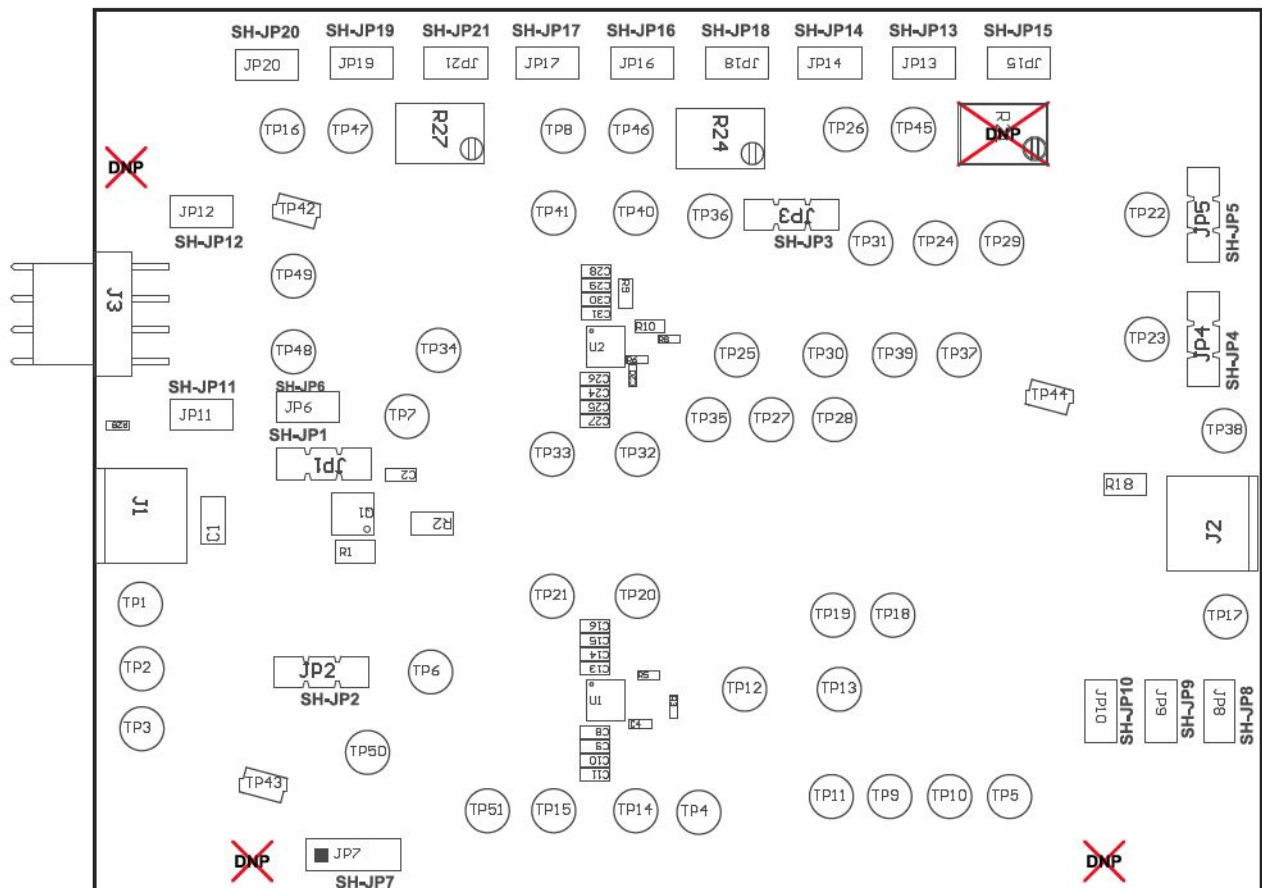 SH-JP20 SH-JP19 SH-JP21 SH-JP17 SH-JP16 SH-JP18 SH-JP14 SH-JP13 SH-JP15
JP20 JP19 JP21 JP17 JP16 JP18 JP14 JP13 JP15
TP16 TP47 R27 TP8 TP46 R24 TP26 TP45 DNP
DNP
JP12 TP42 TP41 TP40 TP36 JP3 TP22 JP5 SH-JP5
SH-JP12 SH-JP3 TP31 TP24 TP29
J3 TP49
C28
C29 R5
C30
C31
R10
TP48 TP34 U2 TP25 TP30 TP39 TP37 TP23 JP4 SH-JP4
C26
C24
C25
C27
SH-JP11 SH-JP6
JP11 JP6 TP7 TP35 TP27 TP28 TP44 TP38
SH-JP1
JP1 C2 TP33 TP32
J1 C1 Q1 R2 R18 J2
R1
TP1 TP21 TP20 TP19 TP18 TP17
C16
C15
C14
C13
TP2 JP2 TP6 TP12 TP13
SH-JP2 U1 JP10 SH-JP10 JP9 SH-JP9 JP8 SH-JP8
TP3 C4
C8
C9
C10
C11
TP50
TP43 TP51 TP15 TP14 TP4 TP11 TP9 TP10 TP5
DNP JP7 DNP
SH-JP7